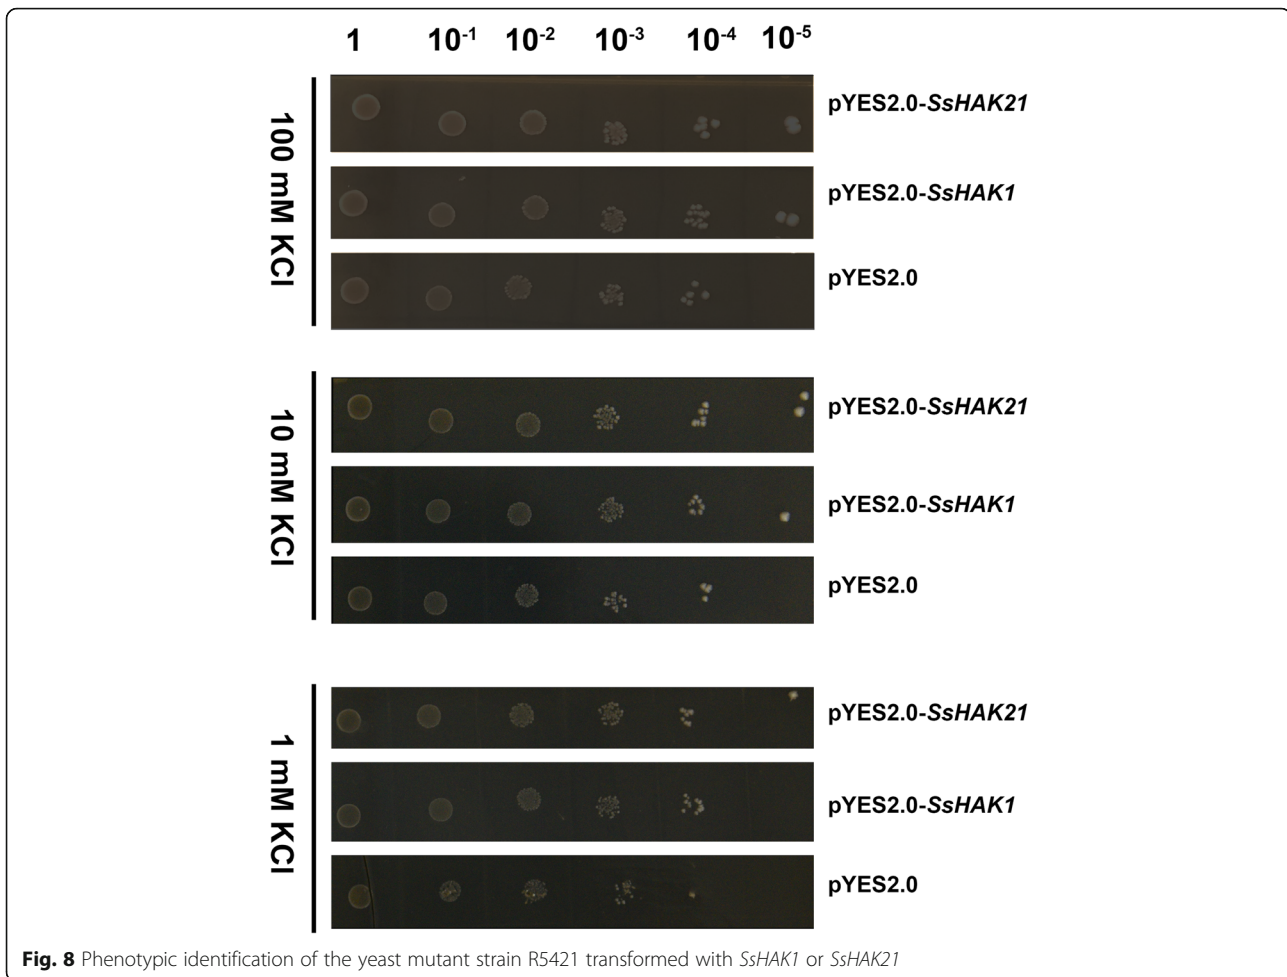 1 10-1 10-2 10-3 10-4 10-5
100 mM KCl
pYES2.0-SsHAK21
pYES2.0-SsHAK1
pYES2.0
10 mM KCl
pYES2.0-SsHAK21
pYES2.0-SsHAK1
pYES2.0
1 mM KCl
pYES2.0-SsHAK21
pYES2.0-SsHAK1
pYES2.0
Fig. 8 Phenotypic identification of the yeast mutant strain R5421 transformed with SsHAK1 or SsHAK21